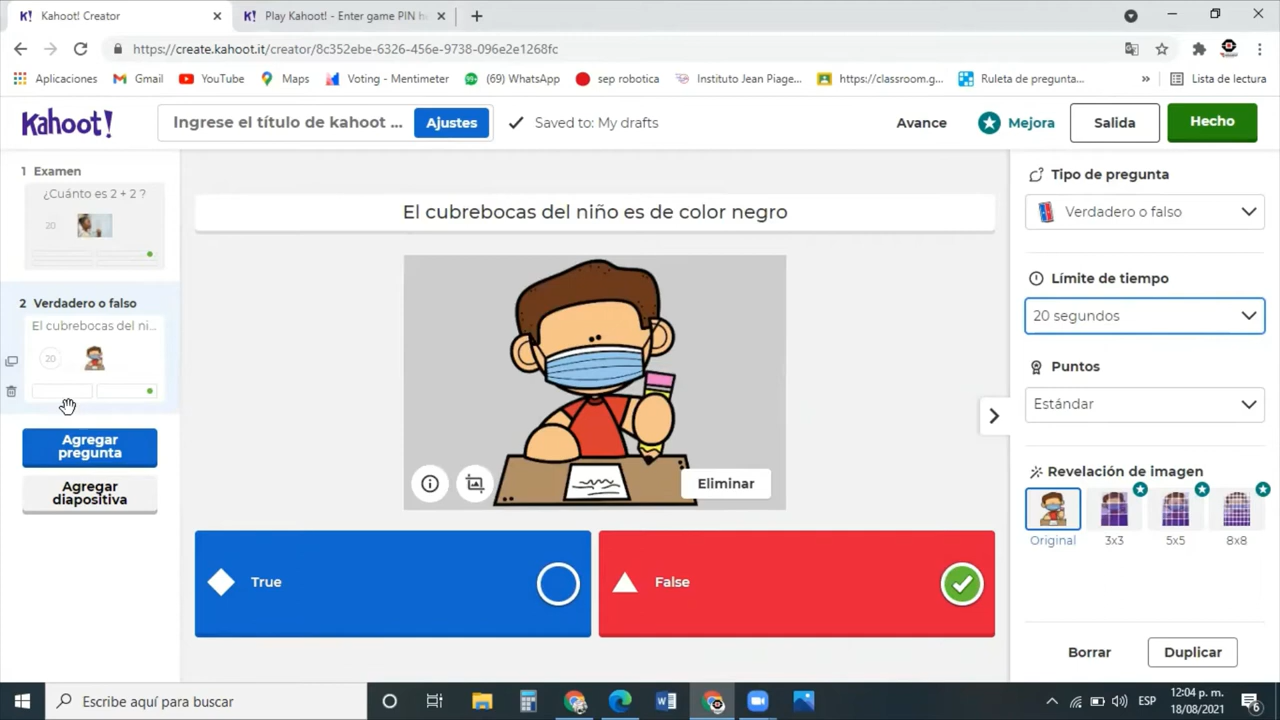 K! Kahoot! Creator
K! Play Kahoot! - Enter game PIN h
https://create.kahoot.it/creator/8c352ebe-6326-456e-9738-096e2e1268fc
Aplicaciones
Gmail
YouTube
Maps
Voting - Mentimeter
(69) WhatsApp
sep robotica
Instituto Jean Piage...
https://classroom.g...
Ruleta de pregunta...
»
Lista de lectura
Kahoot!
Ingrese el título de kahoot ...
Ajustes
Saved to: My drafts
Avance
Mejora
Salida
Hecho
1 Examen
¿Cuánto es 2 + 2 ?
20
2 Verdadero o falso
El cubrebocas del ni...
20
Agregar
pregunta
Agregar
diapositiva
El cubrebocas del niño es de color negro
Eliminar
True
False
Tipo de pregunta
Verdadero o falso
Límite de tiempo
20 segundos
Puntos
Estándar
Revelación de imagen
Original
3x3
5x5
8x8
Borrar
Duplicar
Escribe aquí para buscar
ESP
12:04 p. m.
18/08/2021
6